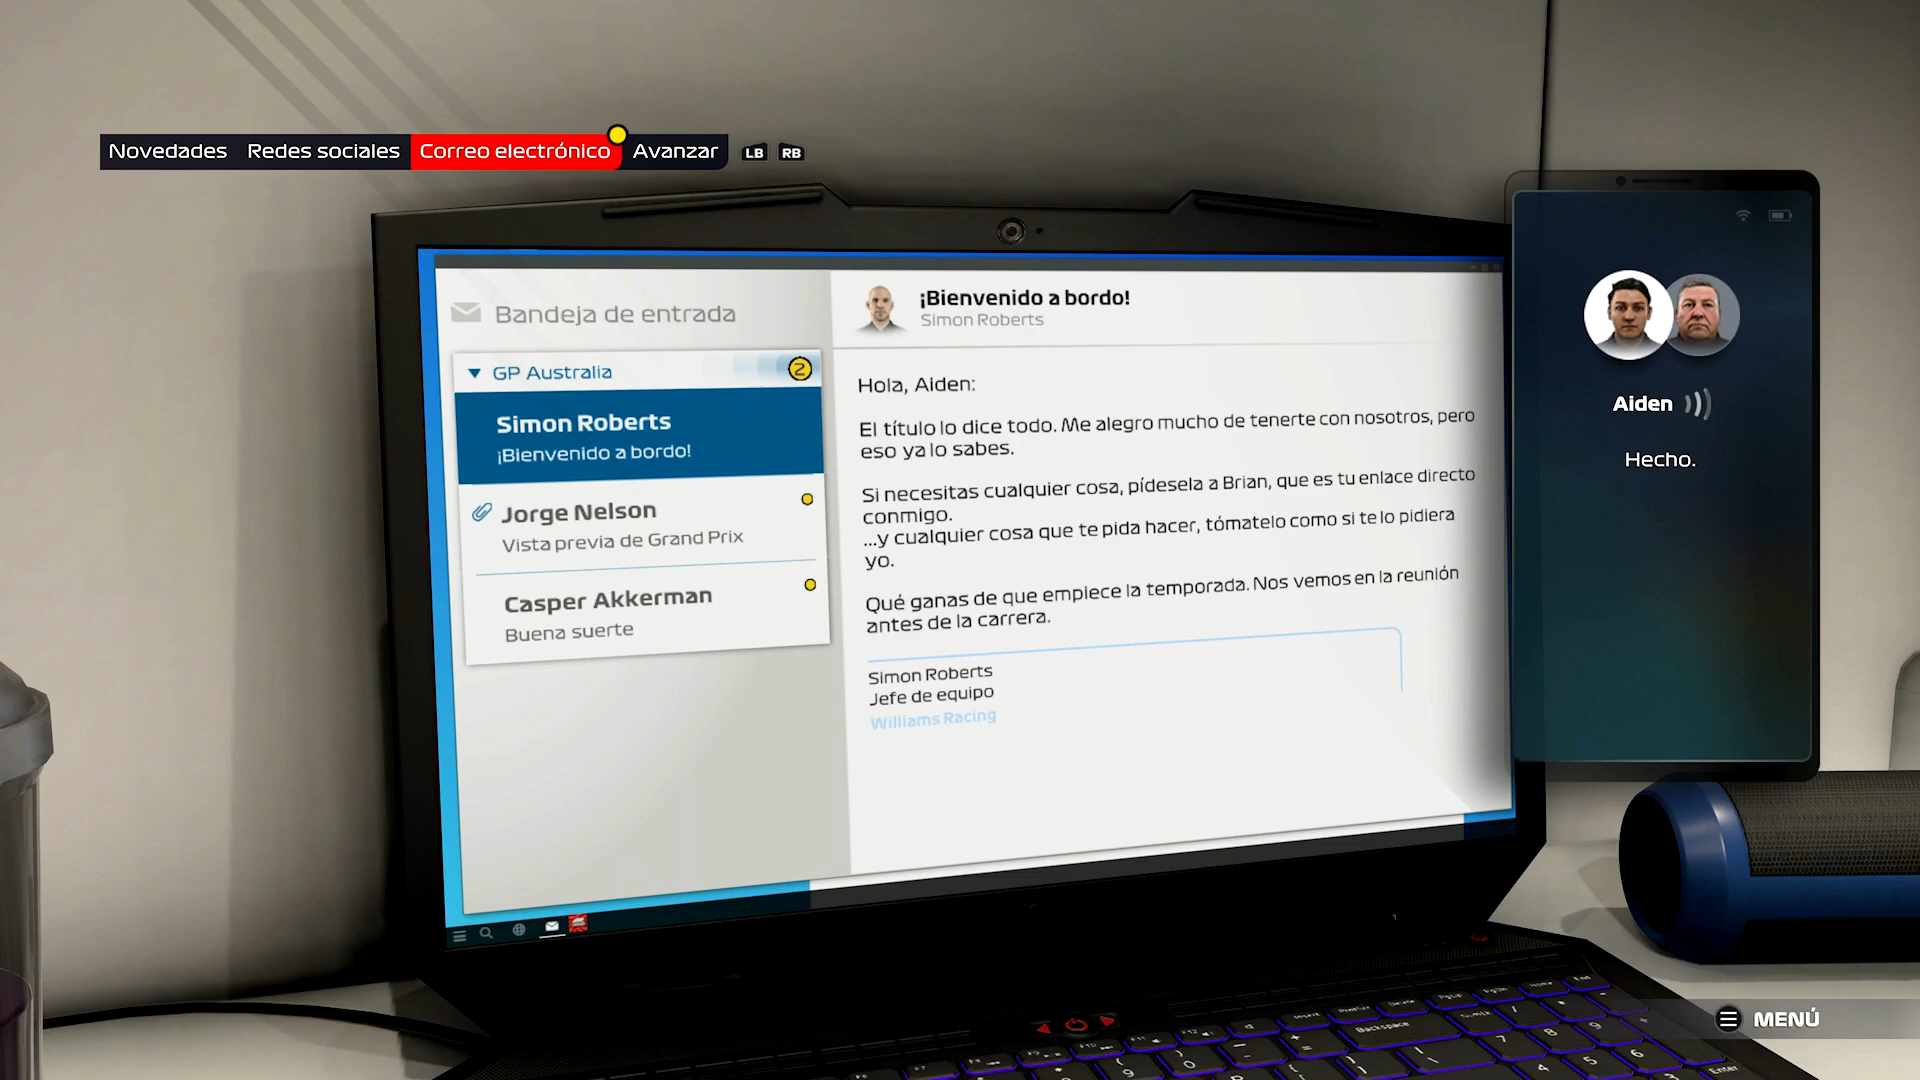 Novedades Redes sociales Correo electrónico Avanzar LB RB
Bandeja de entrada
GP Australia 2
Simon Roberts
¡Bienvenido a bordo!
Jorge Nelson
Vista previa de Grand Prix
Casper Akkerman
Buena suerte
¡Bienvenido a bordo!
Simon Roberts
Hola, Aiden:
El título lo dice todo. Me alegro mucho de tenerte con nosotros, pero
eso ya lo sabes.
Si necesitas cualquier cosa, pídesela a Brian, que es tu enlace directo
conmigo.
...y cualquier cosa que te pida hacer, tómatelo como si te lo pidiera
yo.
Qué ganas de que empiece la temporada. Nos vemos en la reunión
antes de la carrera.
Simon Roberts
Jefe de equipo
Williams Racing
Aiden
Hecho.
Backspace
Enter
MENÚ